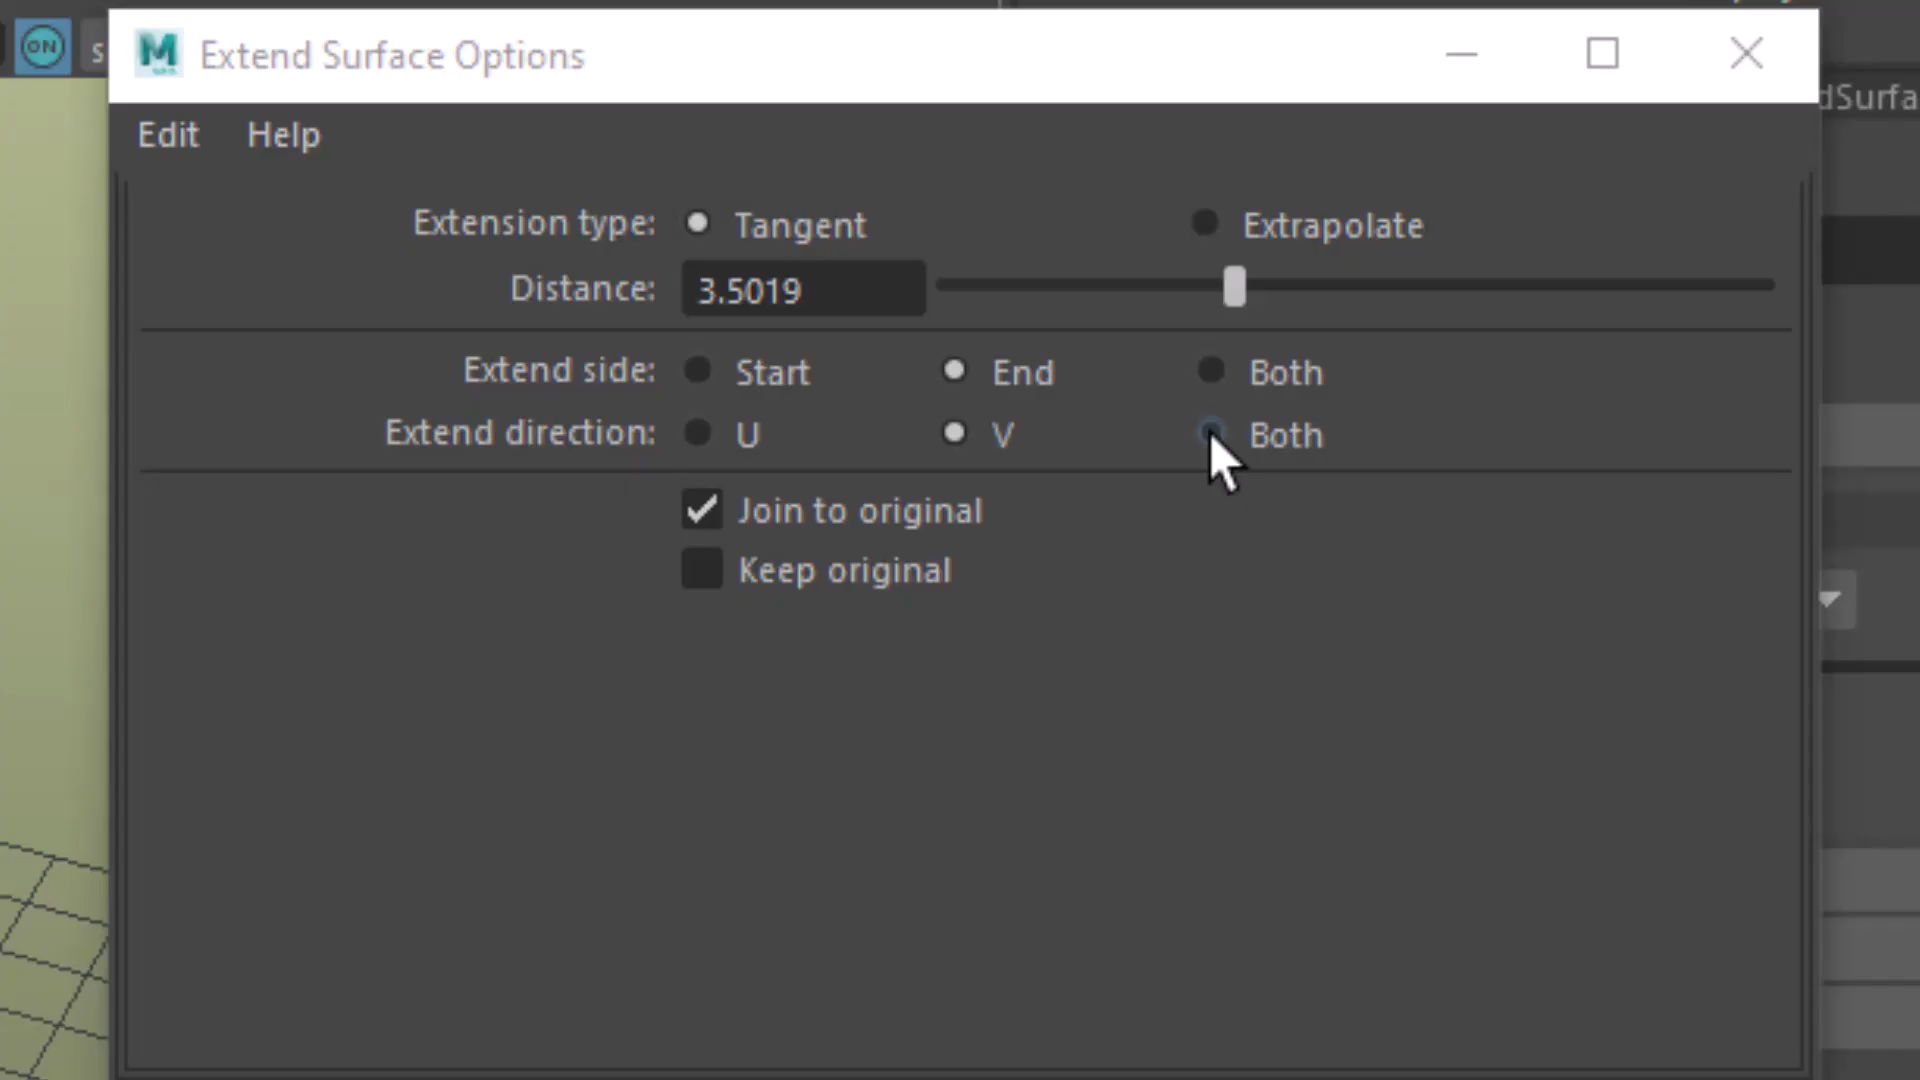 ON
s
Extend Surface Options
dSurfa
Edit Help
Extension type: Tangent Extrapolate
Distance: 3.5019
Extend side: Start End Both
Extend direction: U V Both
Join to original
Keep original